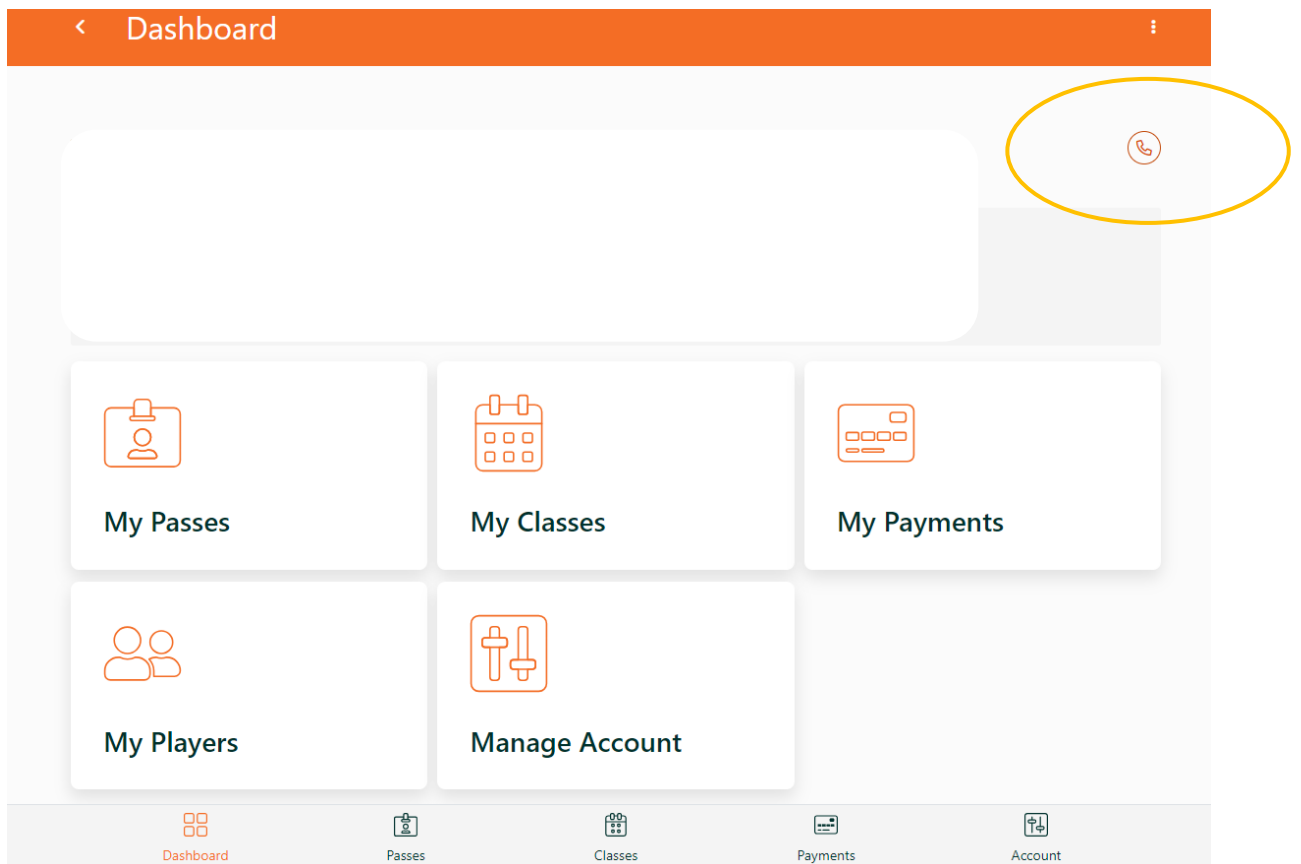 Dashboard
My Passes
My Classes
My Payments
My Players
Manage Account
Dashboard
Passes
Classes
Payments
Account